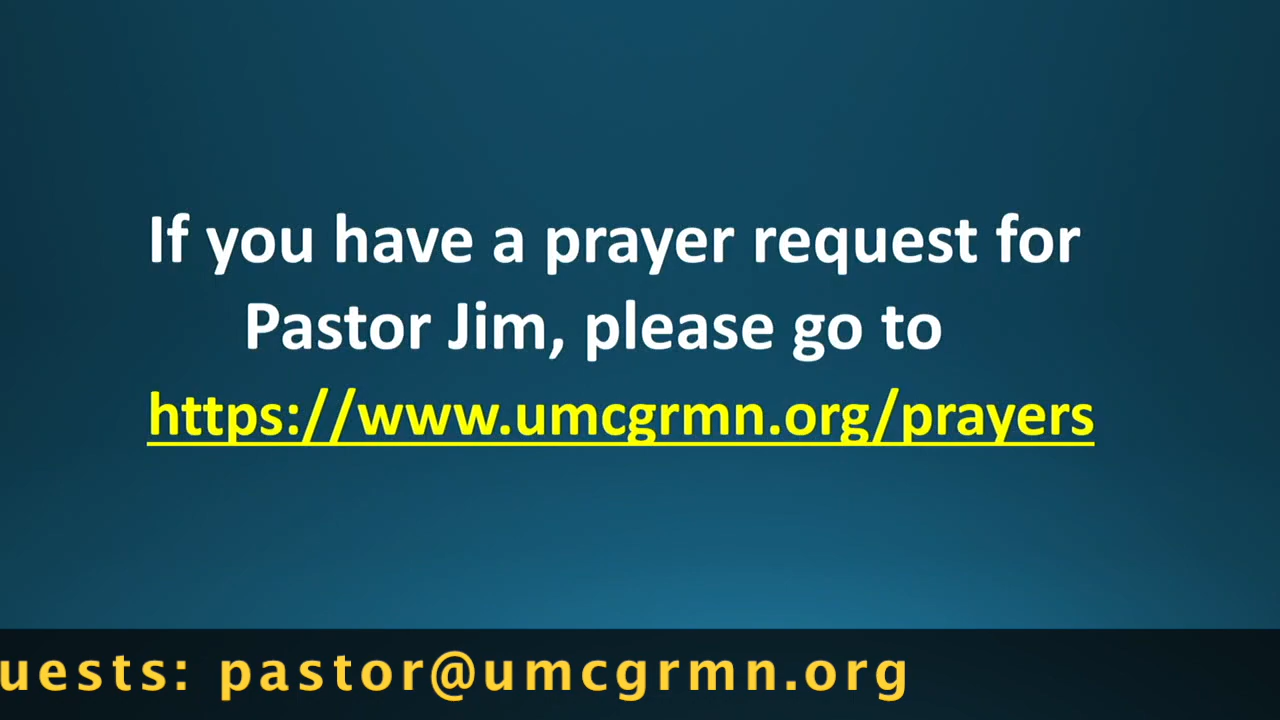 If you have a prayer request for
Pastor Jim, please go to
https://www.umcgrmn.org/prayers
uests: pastor@umcgrmn.org